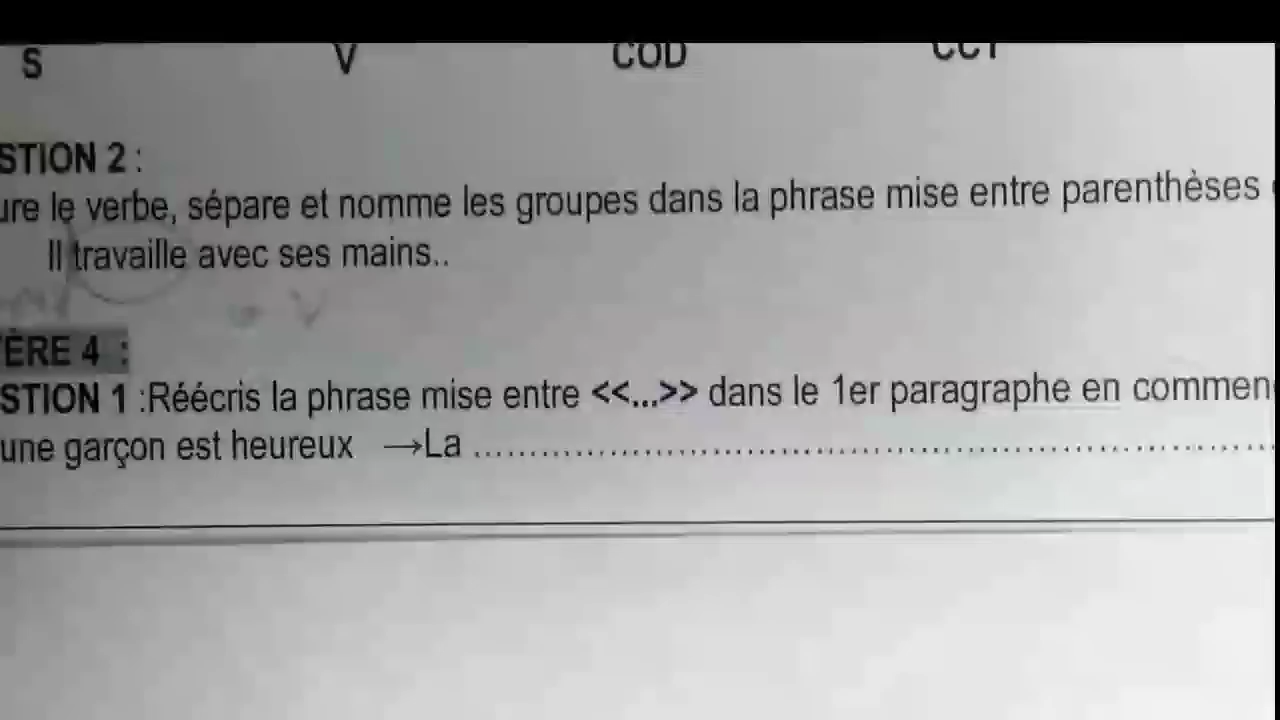 S V COD CCT
STION 2 :
ure le verbe, sépare et nomme les groupes dans la phrase mise entre parenthèses
Il travaille avec ses mains..
ÈRE 4 :
STION 1 :Réécris la phrase mise entre <<...>> dans le 1er paragraphe en commen
une garçon est heureux →La ................................................................